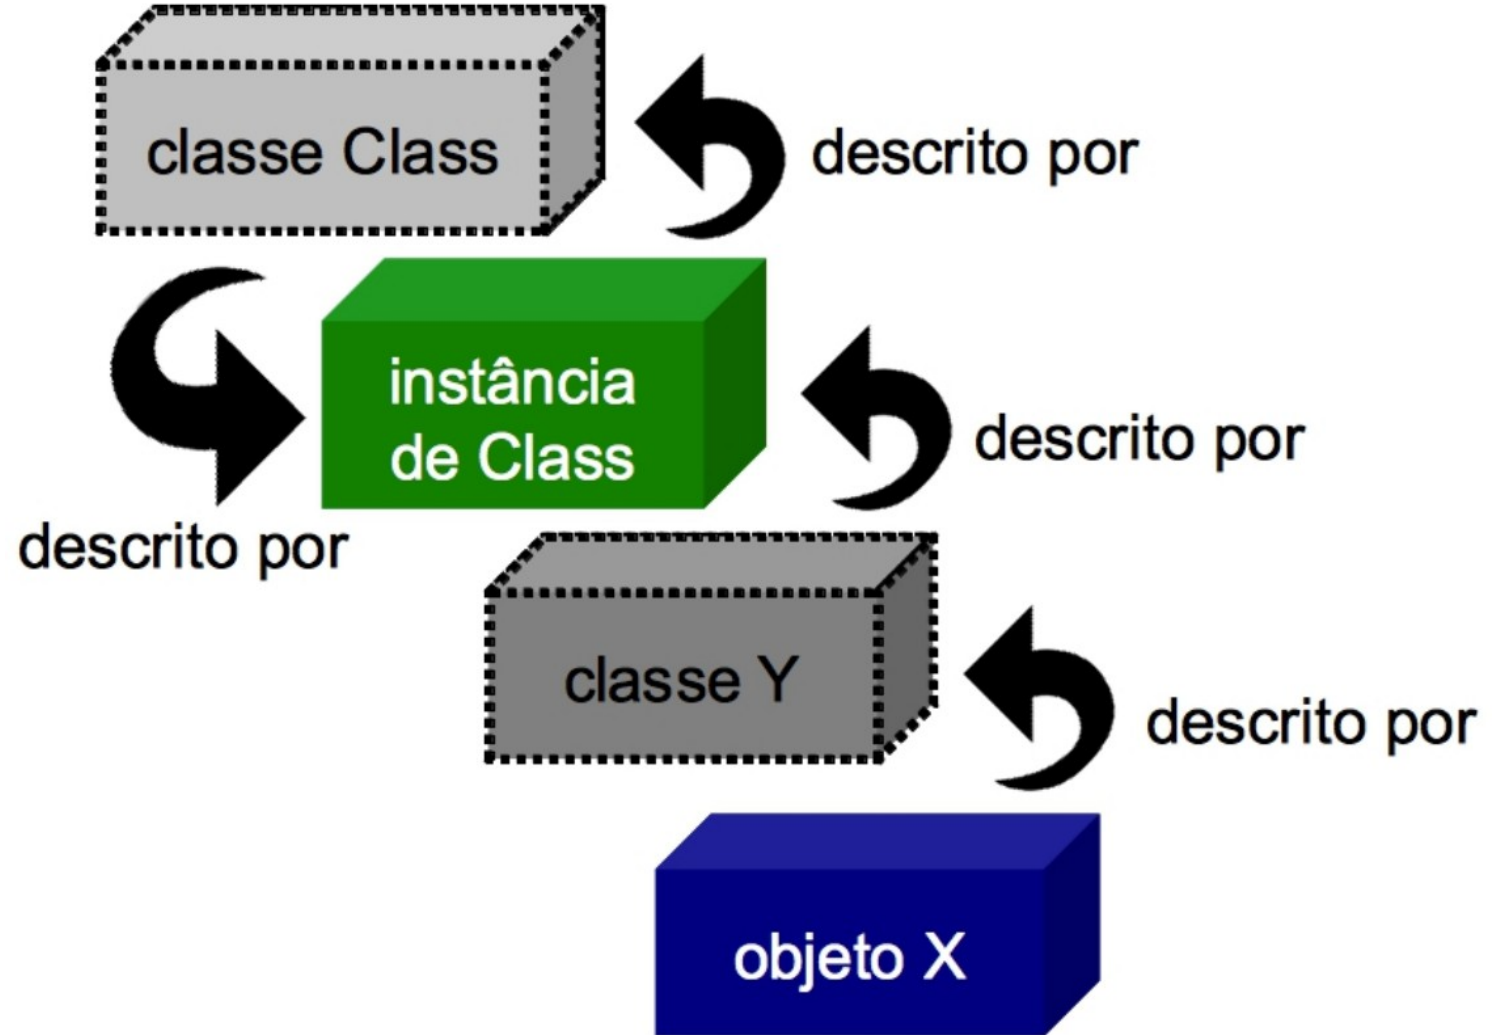 classe Class
descrito por
instância
de Class
descrito por
descrito por
classe Y
descrito por
objeto X